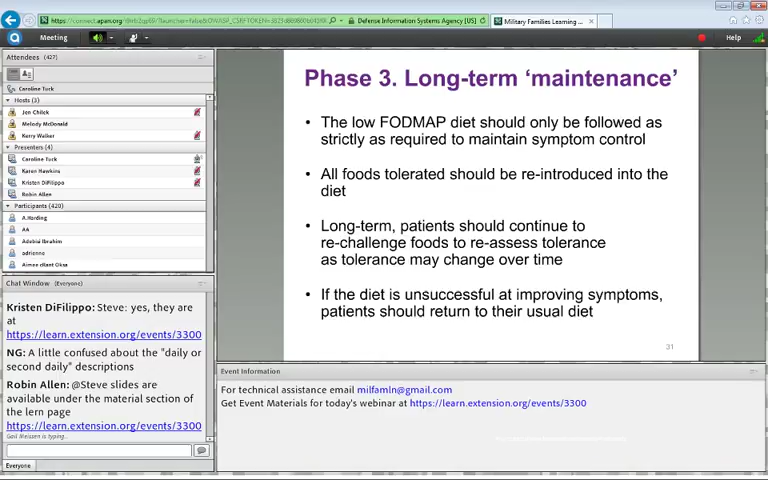 Defense Information Systems Agency [US]
Military Families Learning ...
Meeting
Help
Attendees (427)
Caroline Tuck
Hosts (3)
Jen Chilek
Melody McDonald
Kerry Walker
Presenters (4)
Caroline Tuck
Karen Hawkins
Kristen DiFilippo
Robin Allen
Participants (420)
A.Harding
AA
Adebisi Ibrahim
adrienne
Chat Window (Everyone)
Kristen DiFilippo: Steve: yes, they are
at
https://learn.extension.org/events/3300
NG: A little confused about the "daily or
second daily" descriptions
Robin Allen: @Steve slides are
available under the material section of
the lern page
https://learn.extension.org/events/3300
Gail Meissen is typing...
Everyone
Phase 3. Long-term ‘maintenance’
• The low FODMAP diet should only be followed as
strictly as required to maintain symptom control
• All foods tolerated should be re-introduced into the
diet
• Long-term, patients should continue to
re-challenge foods to re-assess tolerance
as tolerance may change over time
• If the diet is unsuccessful at improving symptoms,
patients should return to their usual diet
31
Event Information
For technical assistance email milfamln@gmail.com
Get Event Materials for today's webinar at https://learn.extension.org/events/3300